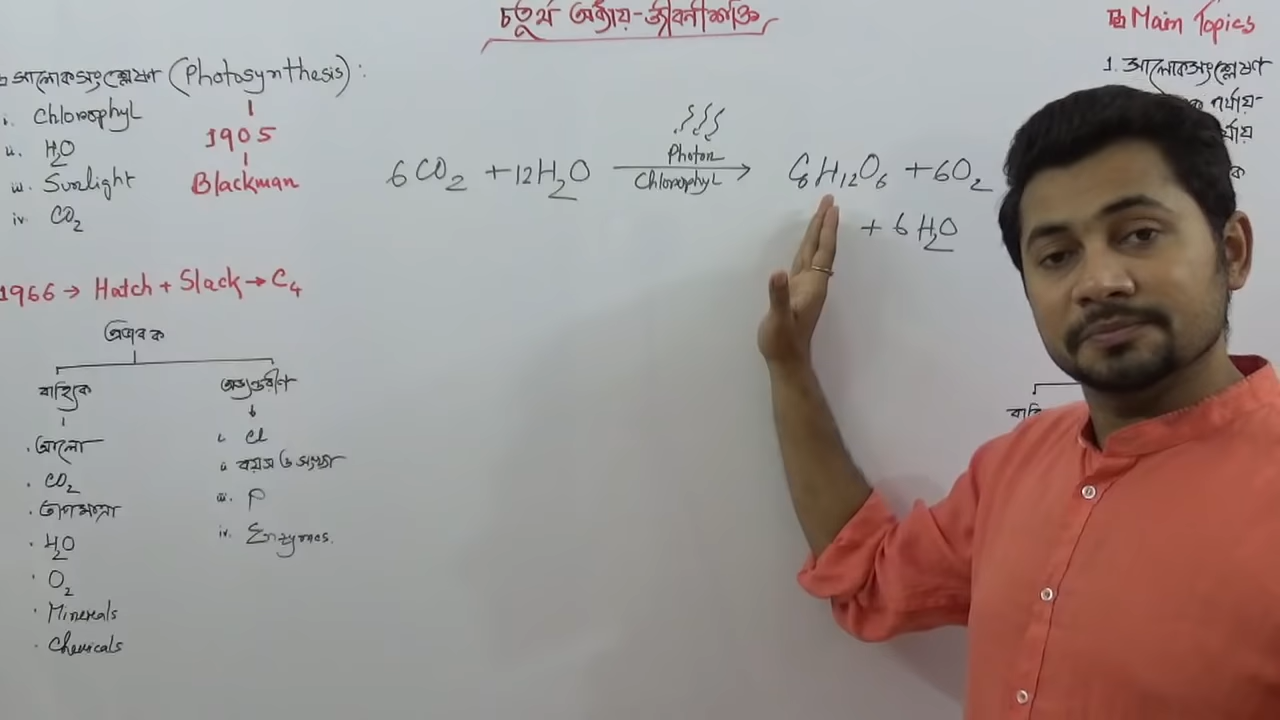 চতুর্থ অধ্যায়-জীবনীশক্তি
আলোকসংশ্লেষণ (Photosynthesis):
i. Chlorophyl
ii. H₂O
iii. Sunlight
iv. CO₂
1905
Blackman
6CO₂ + 12H₂O
Photon
Chlorophyl
C₆H₁₂O₆ + 6O₂
+ 6H₂O
1966 → Hatch + Slack → C₄
প্রভাবক
বাহ্যিক
· আলো
· CO₂
· তাপমাত্রা
· H₂O
· O₂
· Minerals
· Chemicals
অভ্যন্তরীণ
i. Cl
ii. বয়স ও সংখ্যা
iii. P
iv. Enzymes.
Main Topics
1. আলোকসংশ্লেষণ